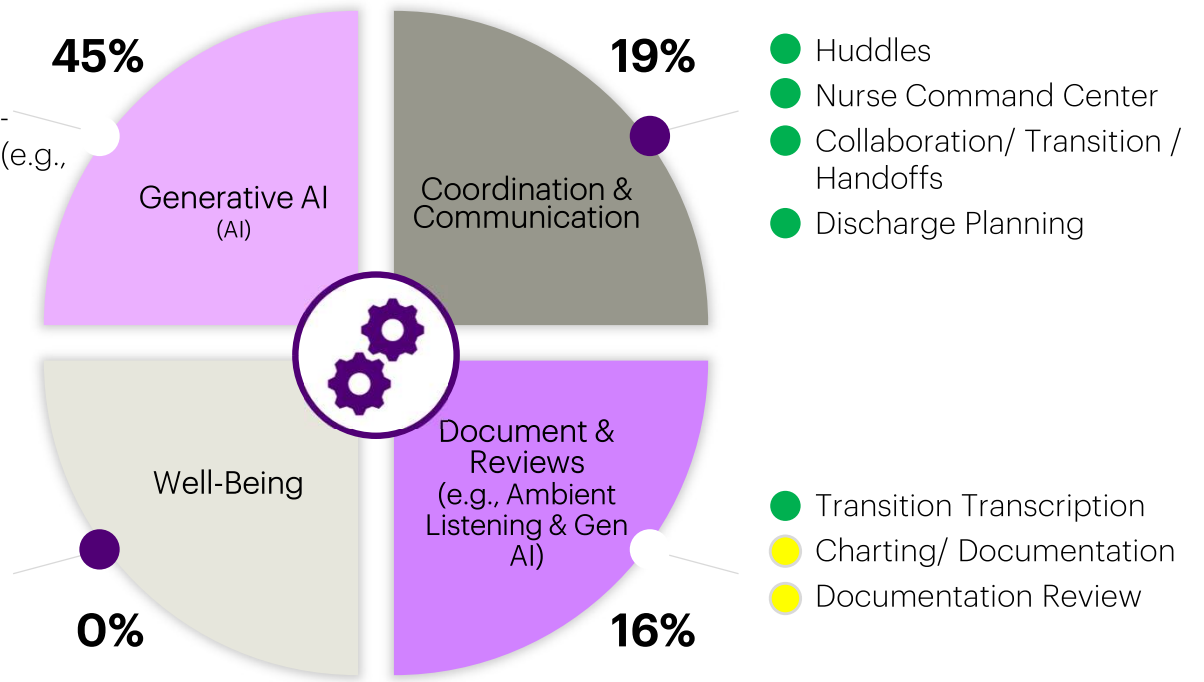 45%
-
(e.g.,
Generative AI
(AI)
19%
Coordination &
Communication
Huddles
Nurse Command Center
Collaboration/ Transition /
Handoffs
Discharge Planning
Well-Being
0%
Document &
Reviews
(e.g., Ambient
Listening & Gen
AI)
16%
Transition Transcription
Charting/ Documentation
Documentation Review